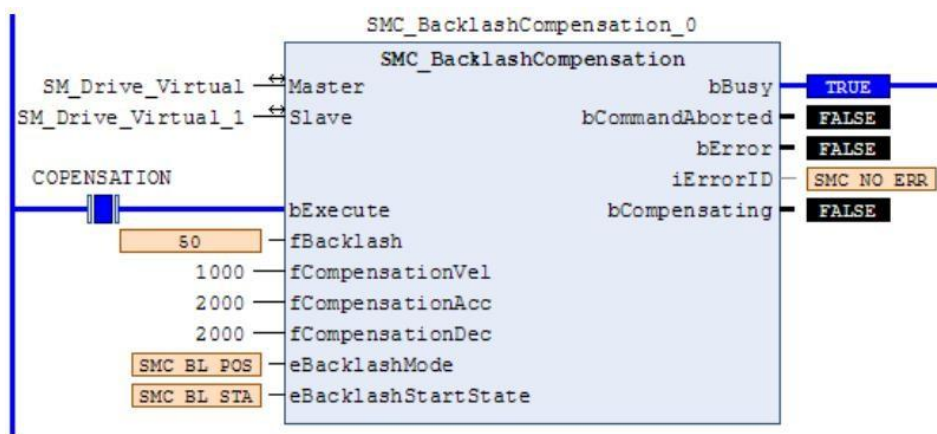 SMC_BacklashCompensation_0
SMC_BacklashCompensation
SM_Drive_Virtual Master bBusy TRUE
SM_Drive_Virtual_1 Slave bCommandAborted FALSE
bError FALSE
COPENSATION iErrorID SMC NO ERR
bExecute bCompensating FALSE
50 fBacklash
1000 fCompensationVel
2000 fCompensationAcc
2000 fCompensationDec
SMC BL POS eBacklashMode
SMC BL STA eBacklashStartState